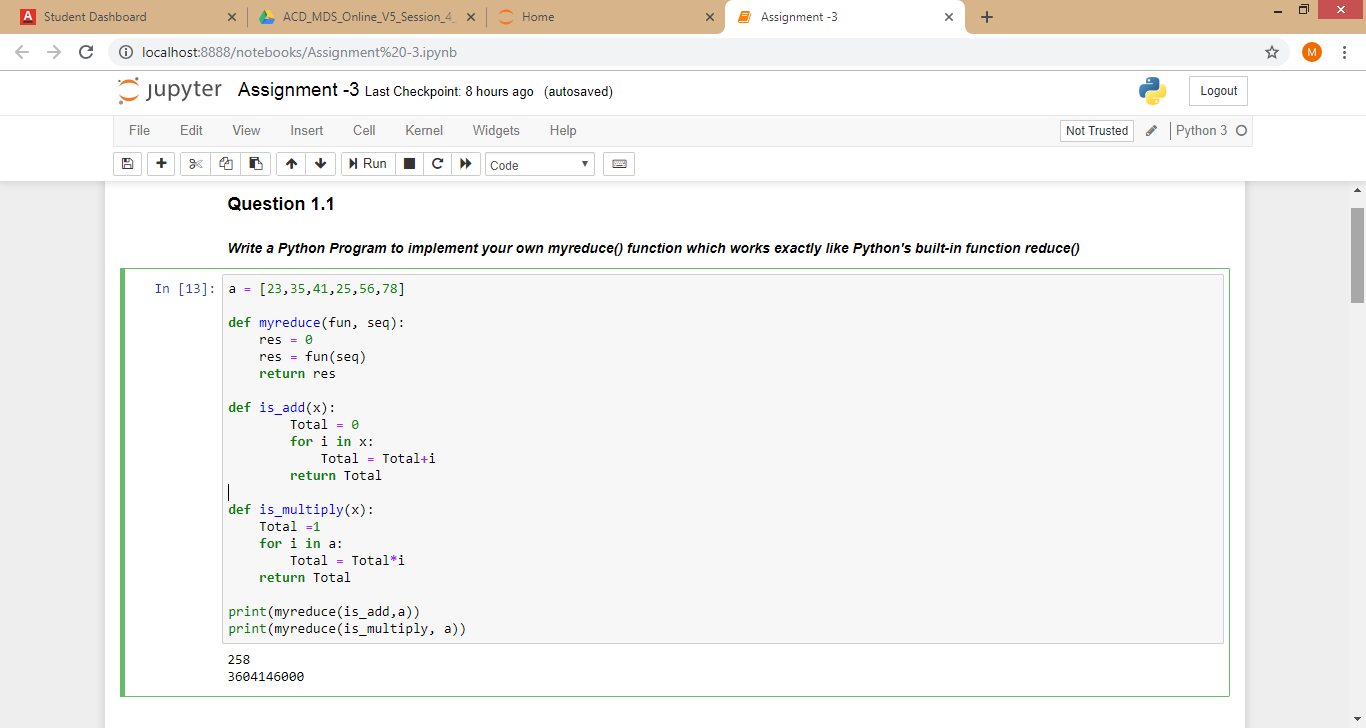 A Student Dashboard ACD_MDS_Online_V5_Session_4_ Home Assignment -3
localhost:8888/notebooks/Assignment%20-3.ipynb M
jupyter Assignment -3 Last Checkpoint: 8 hours ago (autosaved) Logout
File Edit View Insert Cell Kernel Widgets Help Not Trusted Python 3
Run Code
Question 1.1
Write a Python Program to implement your own myreduce() function which works exactly like Python's built-in function reduce()
In [13]: a = [23,35,41,25,56,78]
def myreduce(fun, seq):
    res = 0
    res = fun(seq)
    return res
def is_add(x):
        Total = 0
        for i in x:
            Total = Total+i
        return Total
def is_multiply(x):
    Total =1
    for i in a:
        Total = Total*i
    return Total
print(myreduce(is_add,a))
print(myreduce(is_multiply, a))
258
3604146000